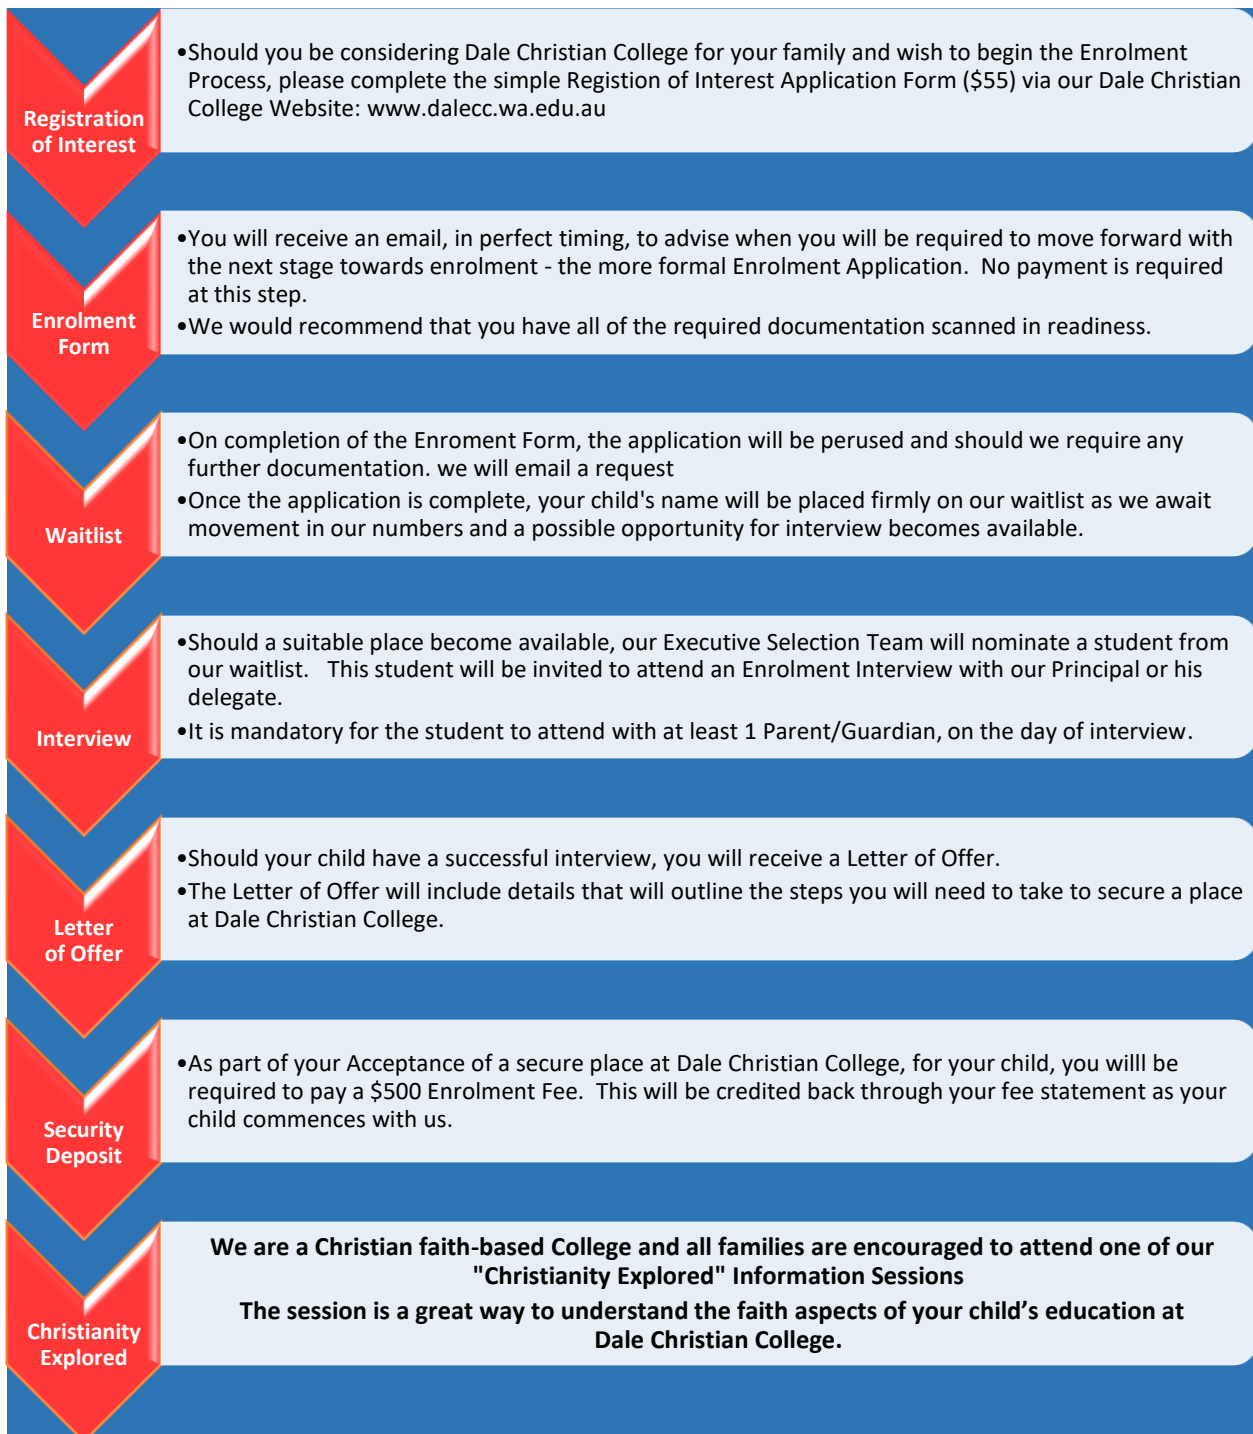 Registration
of Interest
•Should you be considering Dale Christian College for your family and wish to begin the Enrolment
Process, please complete the simple Registion of Interest Application Form ($55) via our Dale Christian
College Website: www.dalecc.wa.edu.au
Enrolment
Form
•You will receive an email, in perfect timing, to advise when you will be required to move forward with
the next stage towards enrolment - the more formal Enrolment Application. No payment is required
at this step.
•We would recommend that you have all of the required documentation scanned in readiness.
Waitlist
•On completion of the Enroment Form, the application will be perused and should we require any
further documentation. we will email a request
•Once the application is complete, your child's name will be placed firmly on our waitlist as we await
movement in our numbers and a possible opportunity for interview becomes available.
Interview
•Should a suitable place become available, our Executive Selection Team will nominate a student from
our waitlist. This student will be invited to attend an Enrolment Interview with our Principal or his
delegate.
•It is mandatory for the student to attend with at least 1 Parent/Guardian, on the day of interview.
Letter
of Offer
•Should your child have a successful interview, you will receive a Letter of Offer.
•The Letter of Offer will include details that will outline the steps you will need to take to secure a place
at Dale Christian College.
Security
Deposit
•As part of your Acceptance of a secure place at Dale Christian College, for your child, you willl be
required to pay a $500 Enrolment Fee. This will be credited back through your fee statement as your
child commences with us.
Christianity
Explored
We are a Christian faith-based College and all families are encouraged to attend one of our
"Christianity Explored" Information Sessions
The session is a great way to understand the faith aspects of your child’s education at
Dale Christian College.